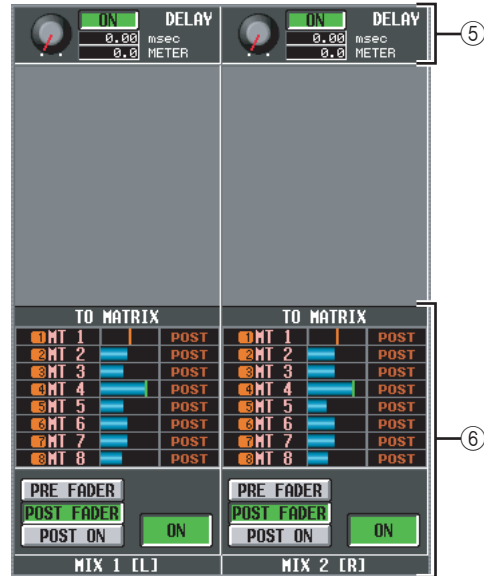 ON DELAY
0.00 msec
0.0 METER
ON DELAY
0.00 msec
0.0 METER
⑤
TO MATRIX
1 MT 1 POST
2 MT 2 POST
3 MT 3 POST
4 MT 4 POST
5 MT 5 POST
6 MT 6 POST
7 MT 7 POST
8 MT 8 POST
PRE FADER
POST FADER
POST ON
ON
MIX 1 [L]
TO MATRIX
1 MT 1 POST
2 MT 2 POST
3 MT 3 POST
4 MT 4 POST
5 MT 5 POST
6 MT 6 POST
7 MT 7 POST
8 MT 8 POST
PRE FADER
POST FADER
POST ON
ON
MIX 2 [R]
⑥